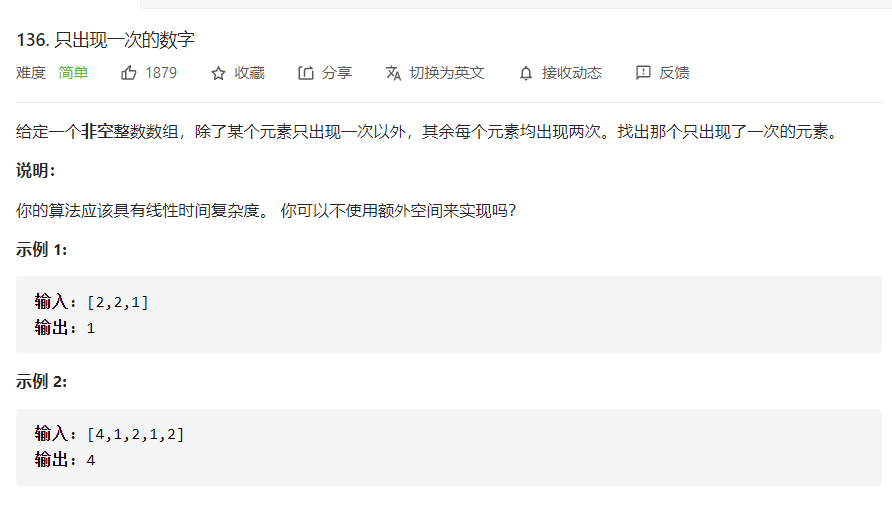 136. 只出现一次的数字
难度 简单 1879 收藏 分享 切换为英文 接收动态 反馈
给定一个非空整数数组，除了某个元素只出现一次以外，其余每个元素均出现两次。找出那个只出现了一次的元素。
说明：
你的算法应该具有线性时间复杂度。 你可以不使用额外空间来实现吗？
示例 1:
输入: [2,2,1]
输出: 1
示例 2:
输入: [4,1,2,1,2]
输出: 4